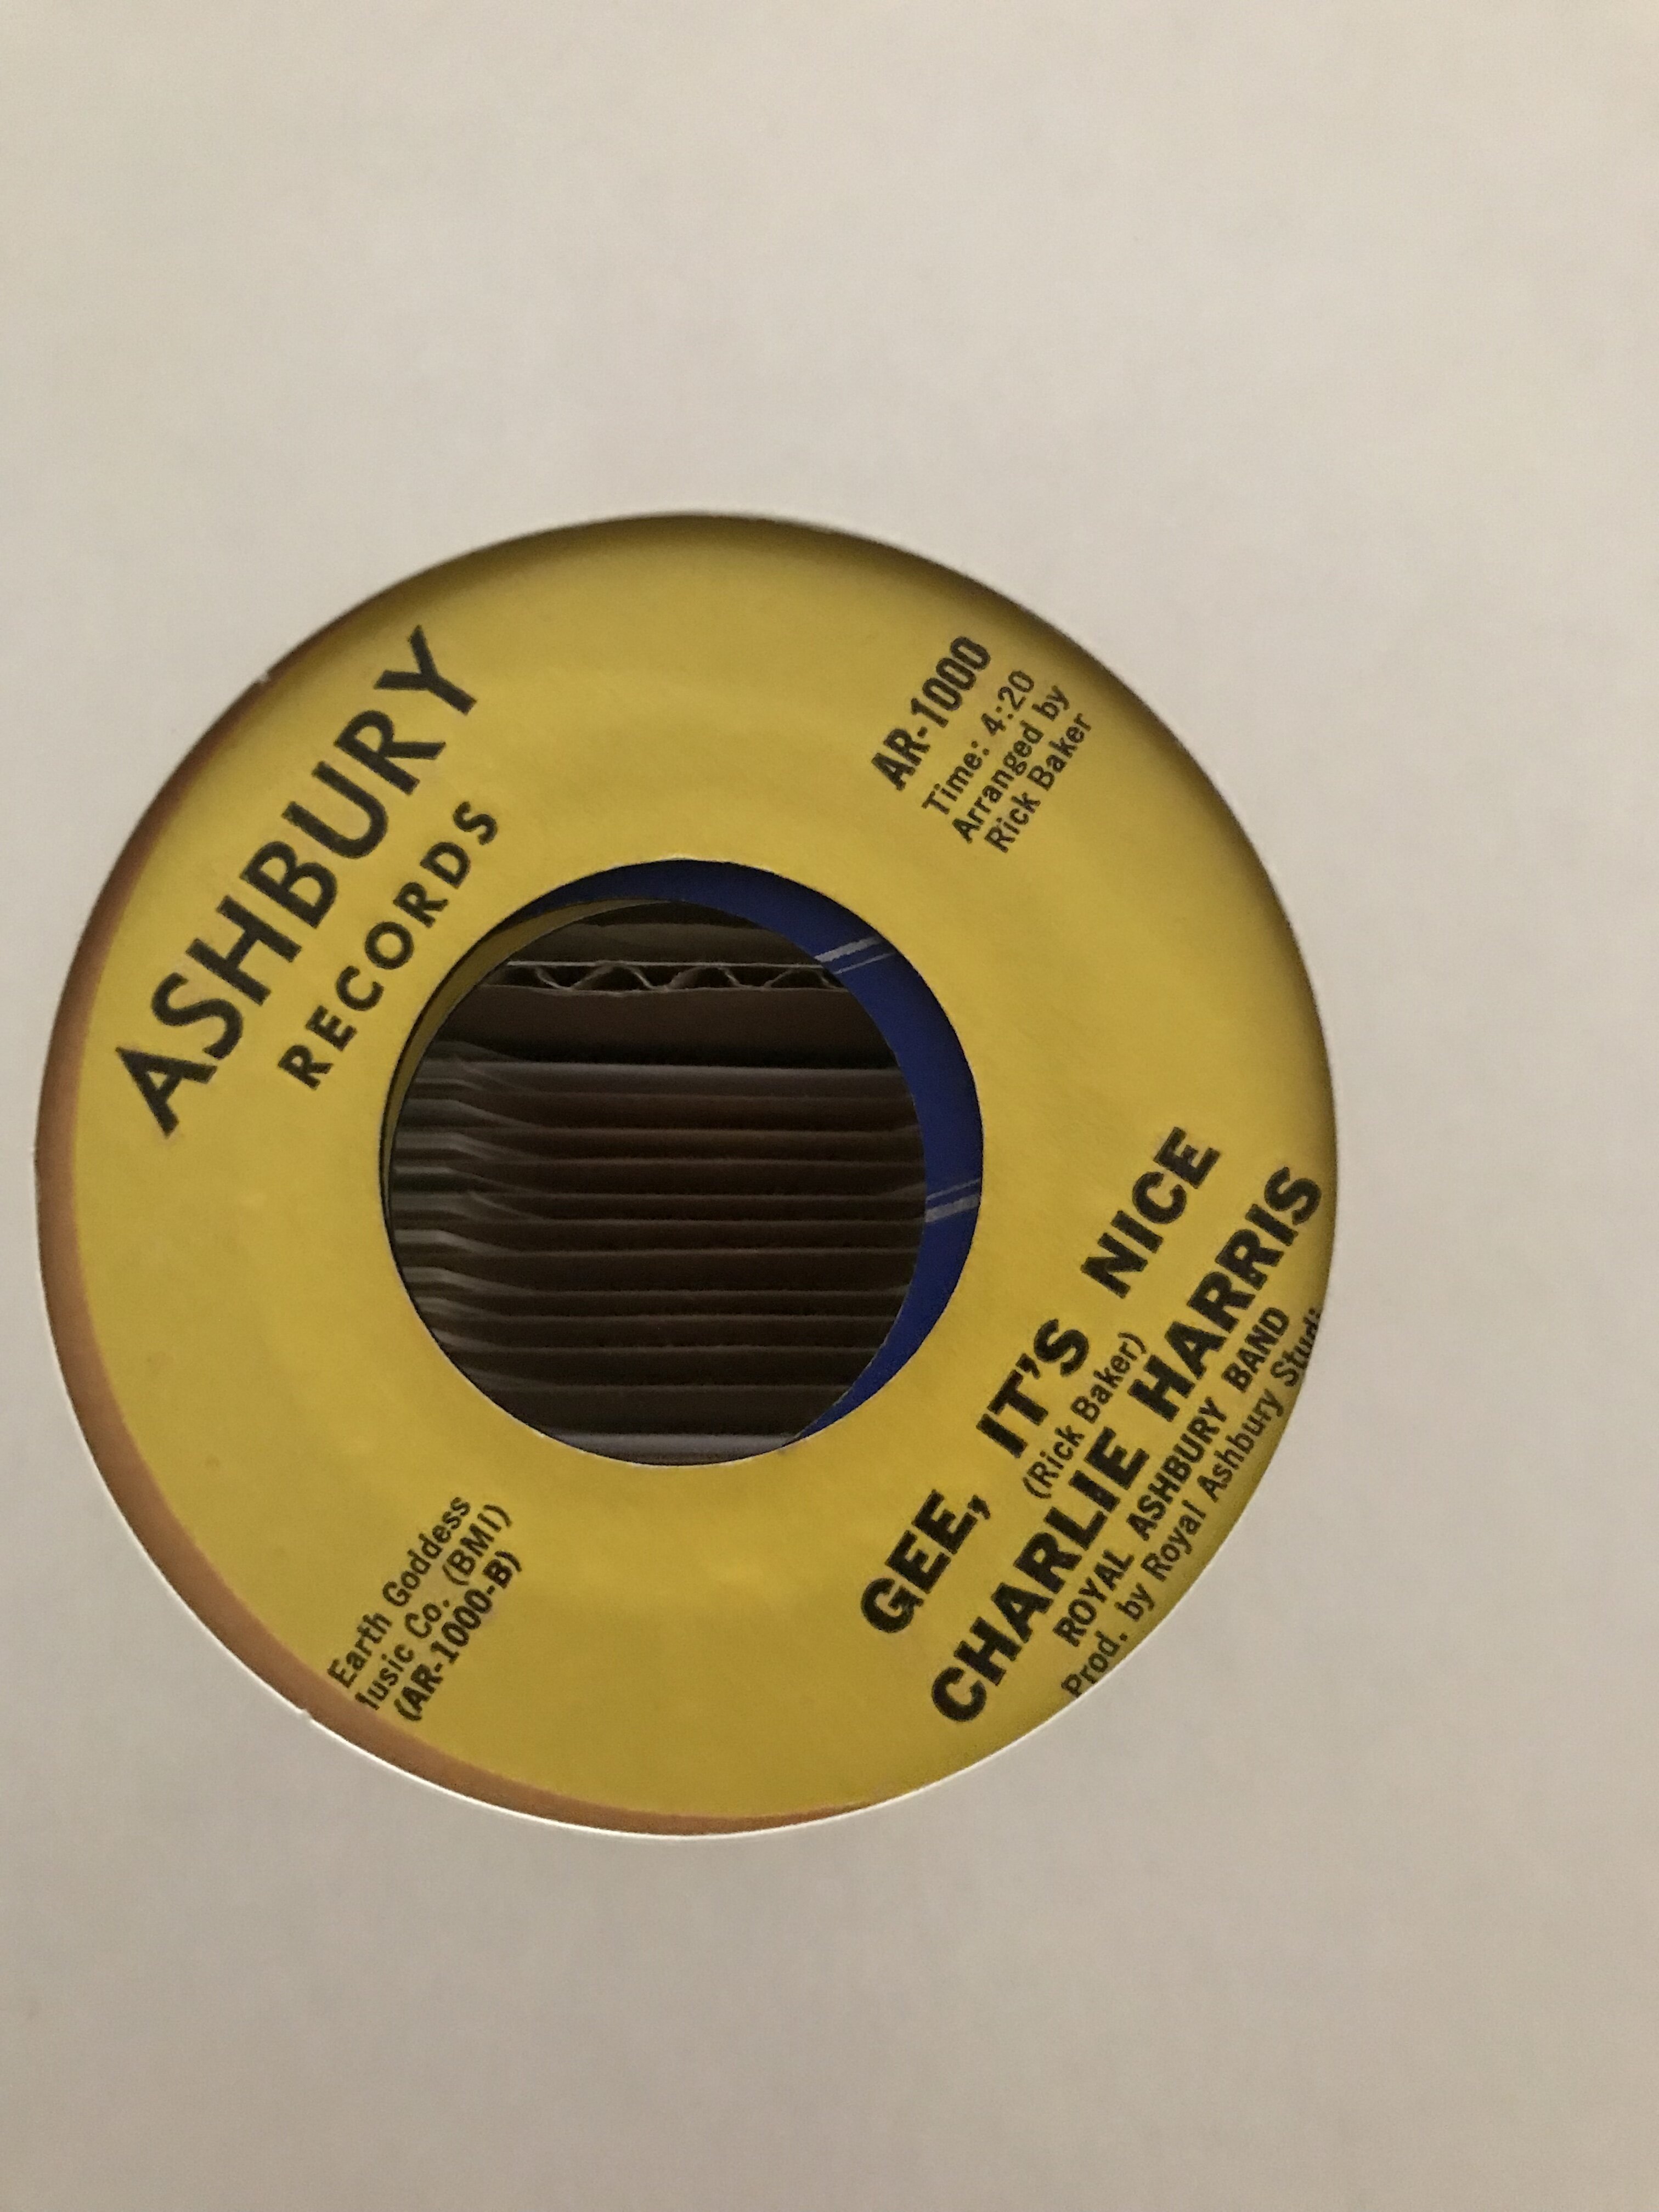 ASHBURY
RECORDS
AR-1000
Time: 4:20
Arranged by
Rick Baker
Earth Goddess
Co. (BMI)
(AR-1000-B)
GEE, IT'S NICE
(Rick Baker)
CHARLIE HARRIS
ROYAL ASHBURY BAND
Prod. by Royal Ashbury